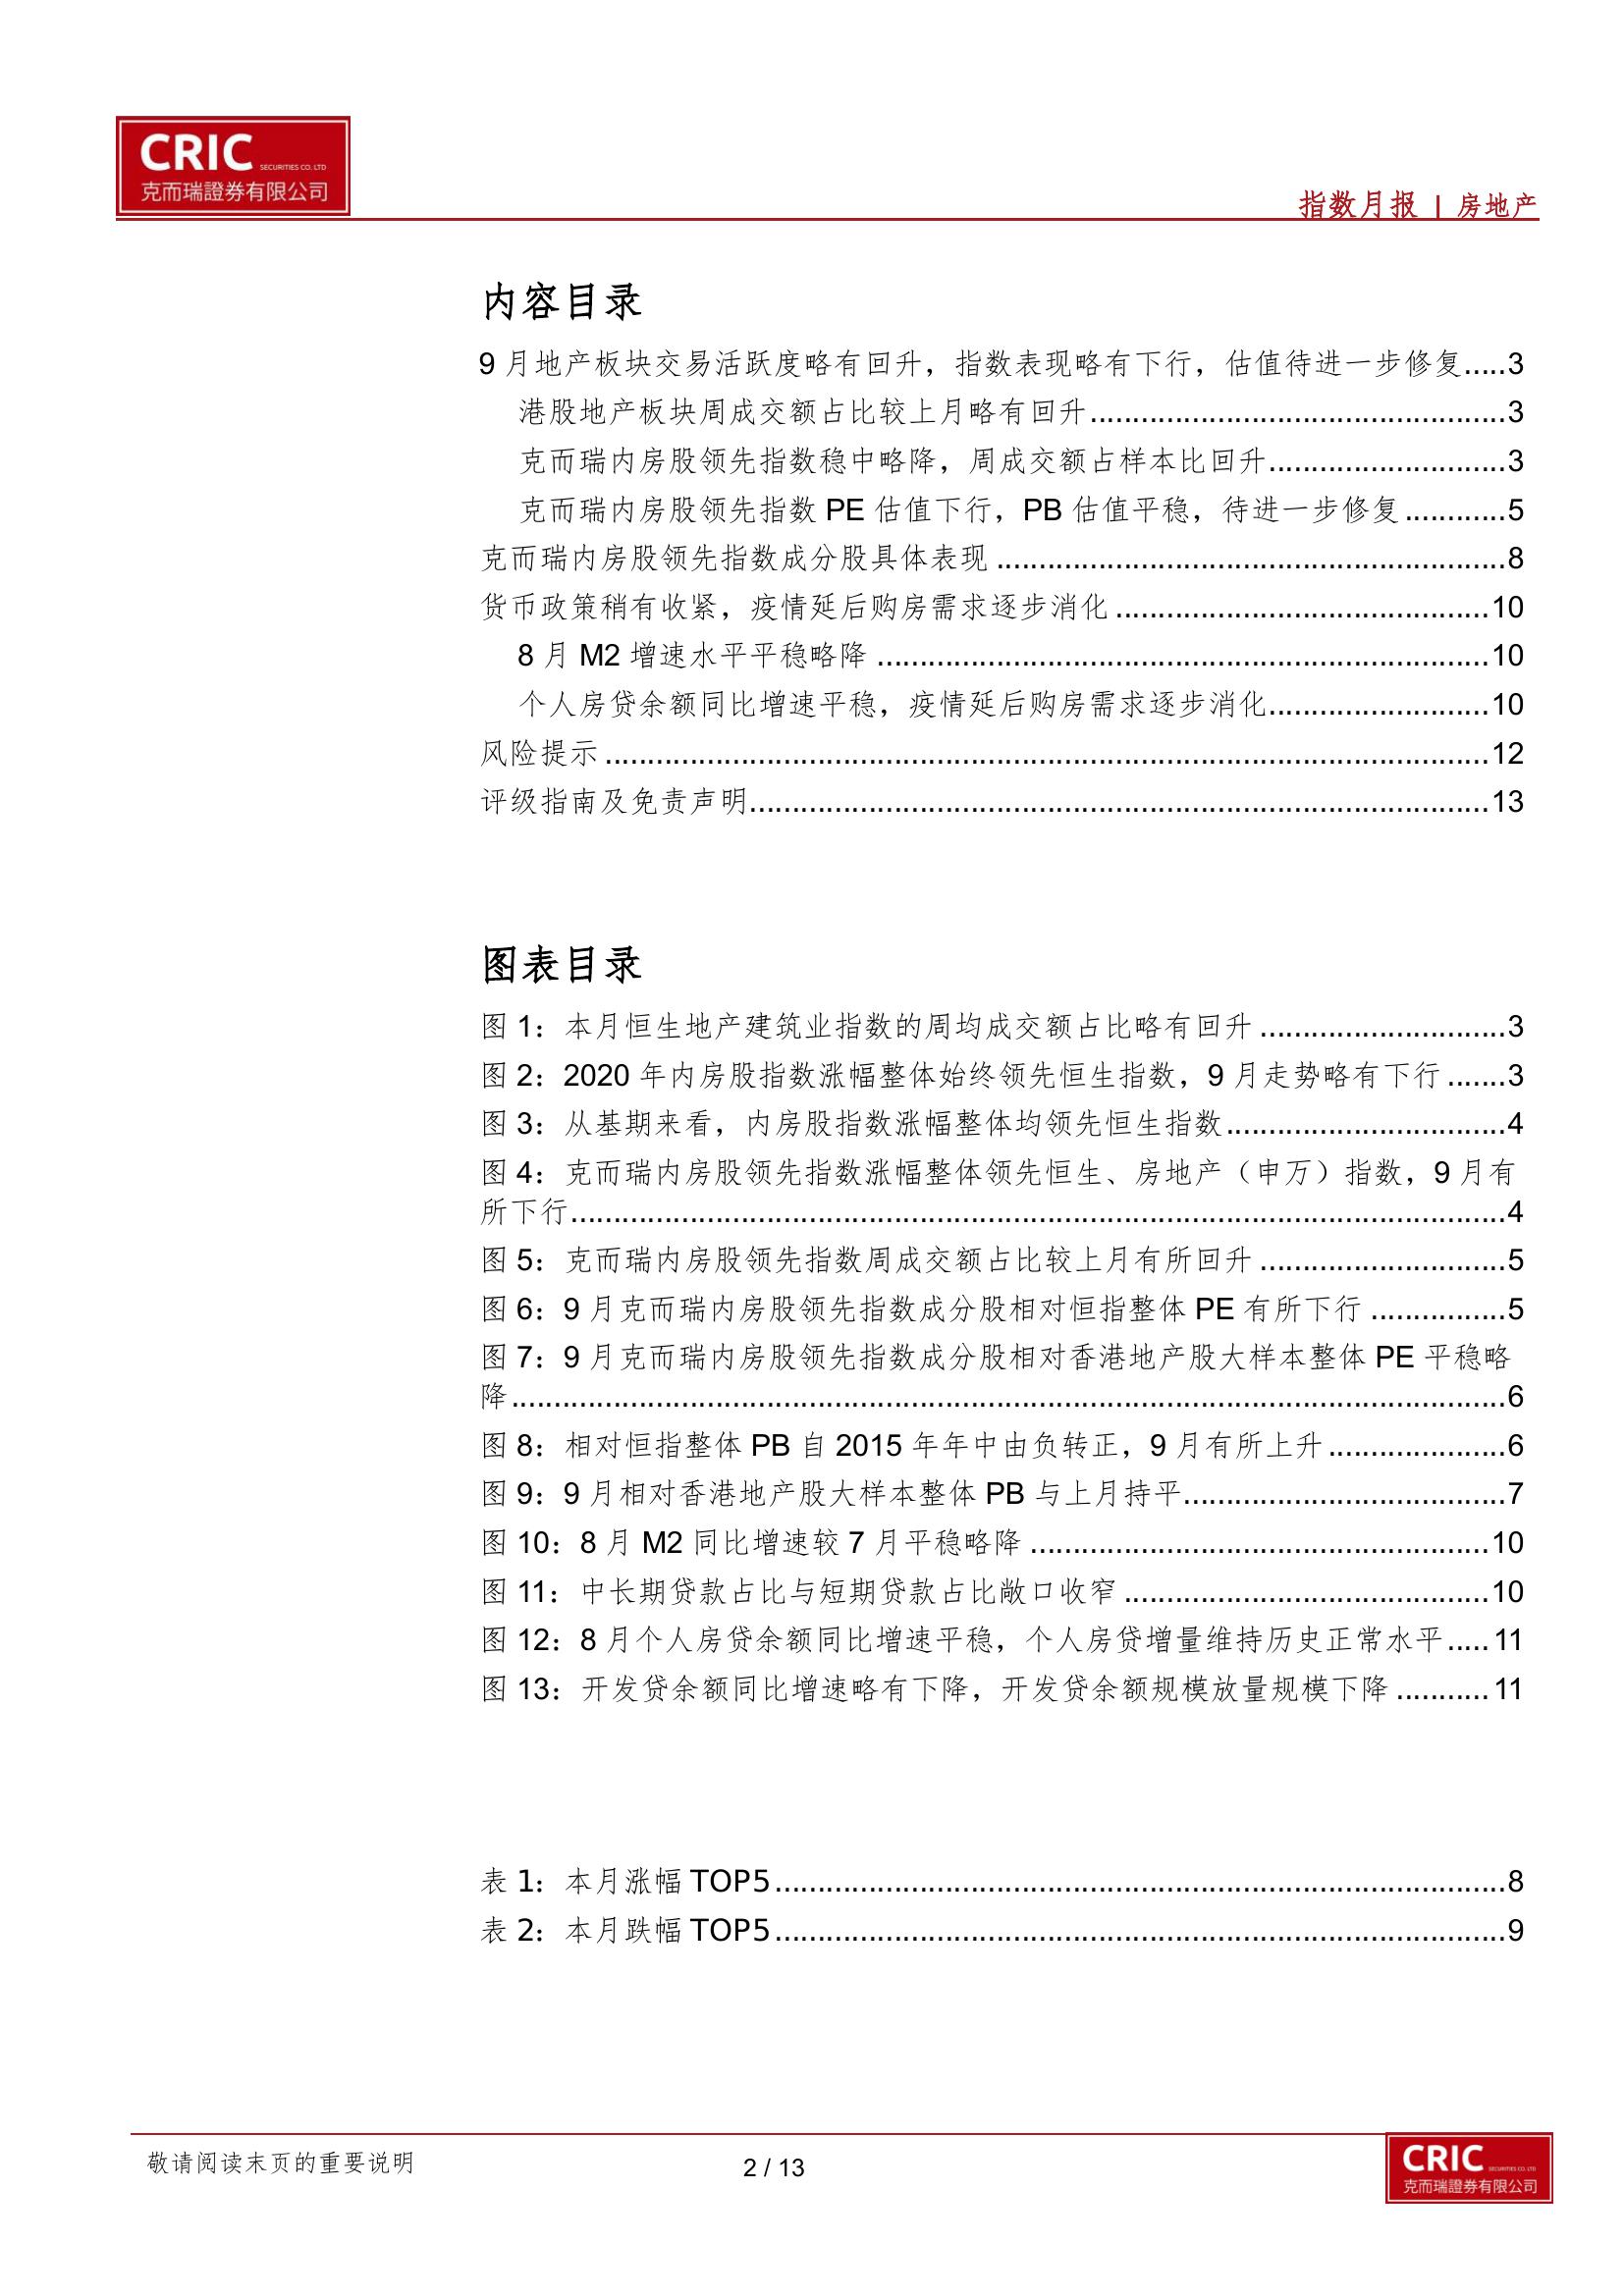 CRIC SECURITIES CO. LTD
克而瑞證券有限公司
指数月报 | 房地产
内容目录
9 月地产板块交易活跃度略有回升，指数表现略有下行，估值待进一步修复.....3
港股地产板块周成交额占比较上月略有回升.................................................3
克而瑞内房股领先指数稳中略降，周成交额占样本比回升............................3
克而瑞内房股领先指数 PE 估值下行，PB 估值平稳，待进一步修复............5
克而瑞内房股领先指数成分股具体表现............................................................8
货币政策稍有收紧，疫情延后购房需求逐步消化............................................10
8 月 M2 增速水平平稳略降.........................................................................10
个人房贷余额同比增速平稳，疫情延后购房需求逐步消化..........................10
风险提示.........................................................................................................12
评级指南及免责声明........................................................................................13
图表目录
图 1：本月恒生地产建筑业指数的周均成交额占比略有回升.............................3
图 2：2020 年内房股指数涨幅整体始终领先恒生指数，9 月走势略有下行.......3
图 3：从基期来看，内房股指数涨幅整体均领先恒生指数.................................4
图 4：克而瑞内房股领先指数涨幅整体领先恒生、房地产（申万）指数，9 月有
所下行...............................................................................................................4
图 5：克而瑞内房股领先指数周成交额占比较上月有所回升.............................5
图 6：9 月克而瑞内房股领先指数成分股相对恒指整体 PE 有所下行................5
图 7：9 月克而瑞内房股领先指数成分股相对香港地产股大样本整体 PE 平稳略
降......................................................................................................................6
图 8：相对恒指整体 PB 自 2015 年年中由负转正，9 月有所上升.....................6
图 9：9 月相对香港地产股大样本整体 PB 与上月持平......................................7
图 10：8 月 M2 同比增速较 7 月平稳略降.......................................................10
图 11：中长期贷款占比与短期贷款占比敞口收窄...........................................10
图 12：8 月个人房贷余额同比增速平稳，个人房贷增量维持历史正常水平.....11
图 13：开发贷余额同比增速略有下降，开发贷余额规模放量规模下降...........11
表 1：本月涨幅 TOP5.......................................................................................8
表 2：本月跌幅 TOP5.......................................................................................9
敬请阅读末页的重要说明
2 / 13
CRIC SECURITIES CO. LTD
克而瑞證券有限公司